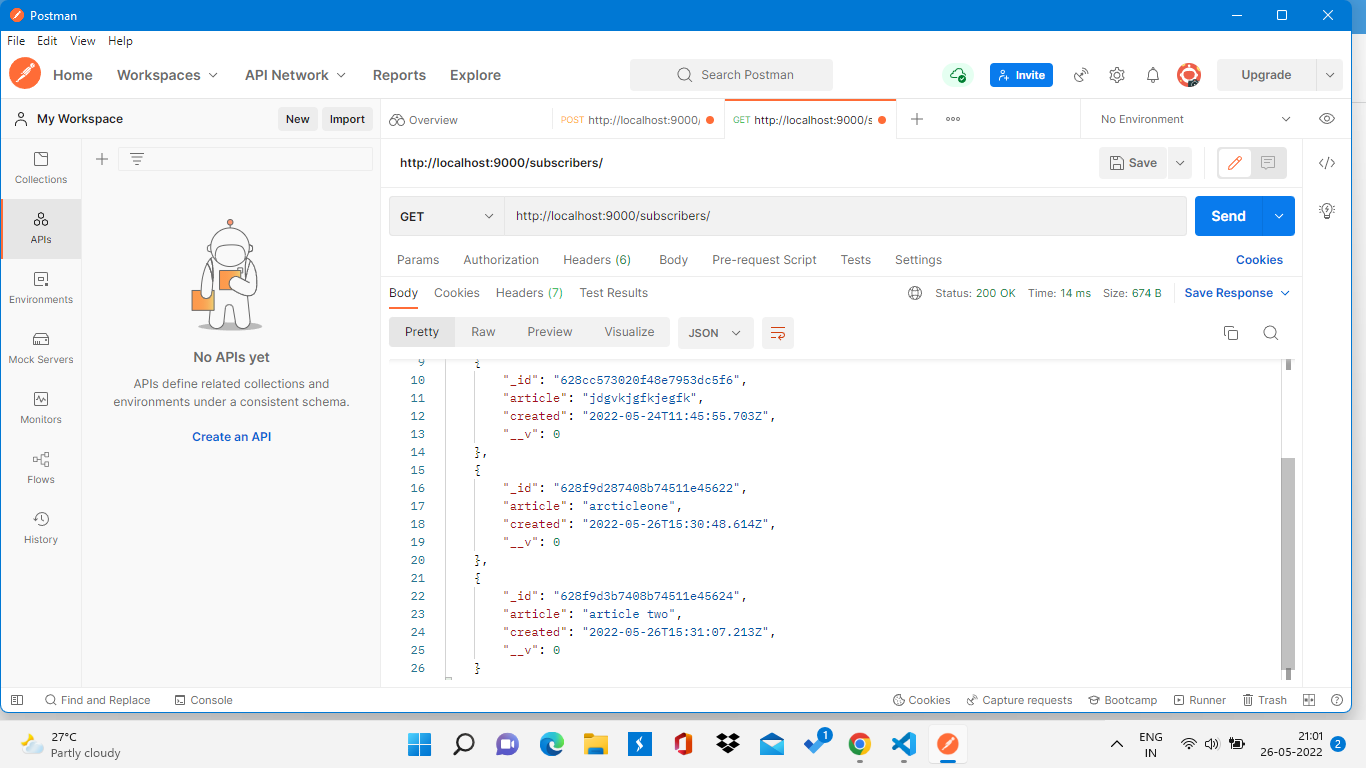 Postman
File Edit View Help
Home Workspaces API Network Reports Explore Search Postman Invite Upgrade
My Workspace New Import Overview POST http://localhost:9000/ GET http://localhost:9000/s No Environment
Collections
APIs
Environments
Mock Servers
Monitors
Flows
History
No APIs yet
APIs define related collections and
environments under a consistent schema.
Create an API
http://localhost:9000/subscribers/ Save
GET http://localhost:9000/subscribers/ Send
Params Authorization Headers (6) Body Pre-request Script Tests Settings Cookies
Body Cookies Headers (7) Test Results Status: 200 OK Time: 14 ms Size: 674 B Save Response
Pretty Raw Preview Visualize JSON
9 {
10 "_id": "628cc573020f48e7953dc5f6",
11 "article": "jdgvkjgfkjegfk",
12 "created": "2022-05-24T11:45:55.703Z",
13 "__v": 0
14 },
15 {
16 "_id": "628f9d287408b74511e45622",
17 "article": "arcticleone",
18 "created": "2022-05-26T15:30:48.614Z",
19 "__v": 0
20 },
21 {
22 "_id": "628f9d3b7408b74511e45624",
23 "article": "article two",
24 "created": "2022-05-26T15:31:07.213Z",
25 "__v": 0
26 }
Find and Replace Console Cookies Capture requests Bootcamp Runner Trash
27°C
Partly cloudy
1
ENG
IN
21:01
26-05-2022
2